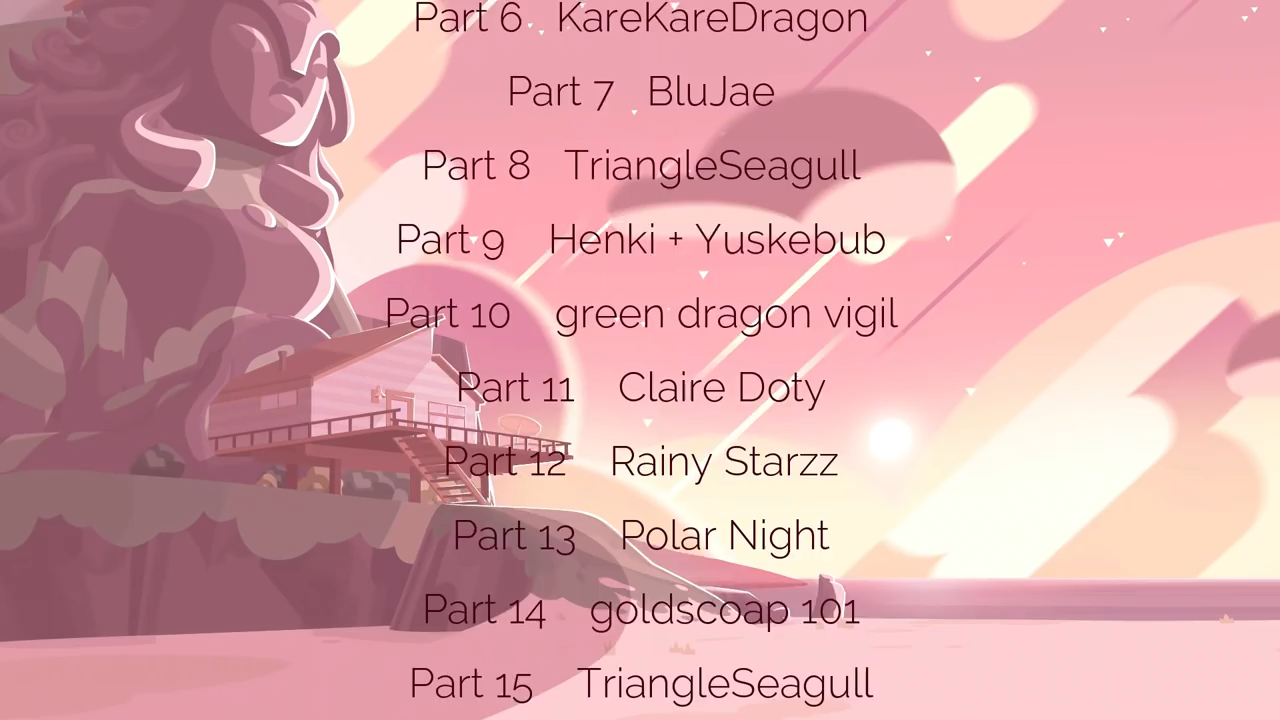 Part 6 KareKareDragon
Part 7 BluJae
Part 8 TriangleSeagull
Part 9 Henki + Yuskebub
Part 10 green dragon vigil
Part 11 Claire Doty
Part 12 Rainy Starzz
Part 13 Polar Night
Part 14 goldscoap 101
Part 15 TriangleSeagull